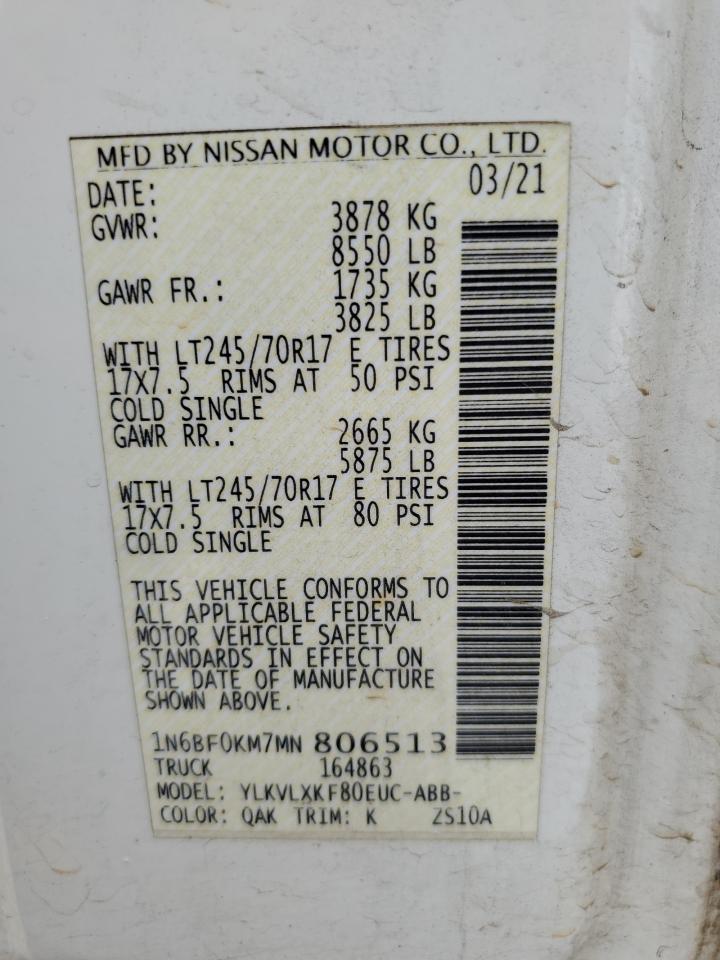 MFD BY NISSAN MOTOR CO., LTD.
DATE: 03/21
GVWR: 3878 KG
8550 LB
GAWR FR.: 1735 KG
3825 LB
WITH LT245/70R17 E TIRES
17X7.5 RIMS AT 50 PSI
COLD SINGLE
GAWR RR.: 2665 KG
5875 LB
WITH LT245/70R17 E TIRES
17X7.5 RIMS AT 80 PSI
COLD SINGLE
THIS VEHICLE CONFORMS TO
ALL APPLICABLE FEDERAL
MOTOR VEHICLE SAFETY
STANDARDS IN EFFECT ON
THE DATE OF MANUFACTURE
SHOWN ABOVE.
1N6BF0KM7MN 806513
TRUCK 164863
MODEL: YLKVLXKF80EUC-ABB-
COLOR: QAK TRIM: K ZS10A